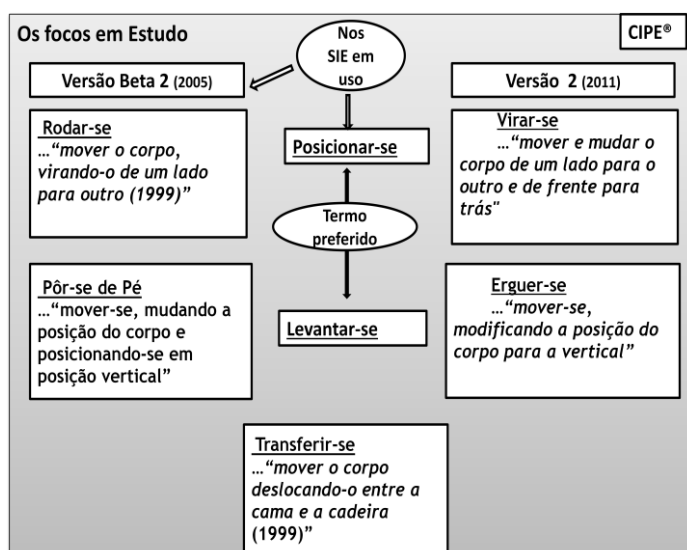 Os focos em Estudo
Nos
SIE em
uso
CIPE®
Versão Beta 2 (2005)
Versão 2 (2011)
Rodar-se
…“mover o corpo,
virando-o de um lado
para outro (1999)”
Posicionar-se
Virar-se
…“mover e mudar o
corpo de um lado para o
outro e de frente para
trás"
Termo
preferido
Pôr-se de Pé
…“mover-se, mudando a
posição do corpo e
posicionando-se em
posição vertical”
Levantar-se
Erguer-se
…“mover-se,
modificando a posição do
corpo para a vertical”
Transferir-se
…“mover o corpo
deslocando-o entre a
cama e a cadeira
(1999)”